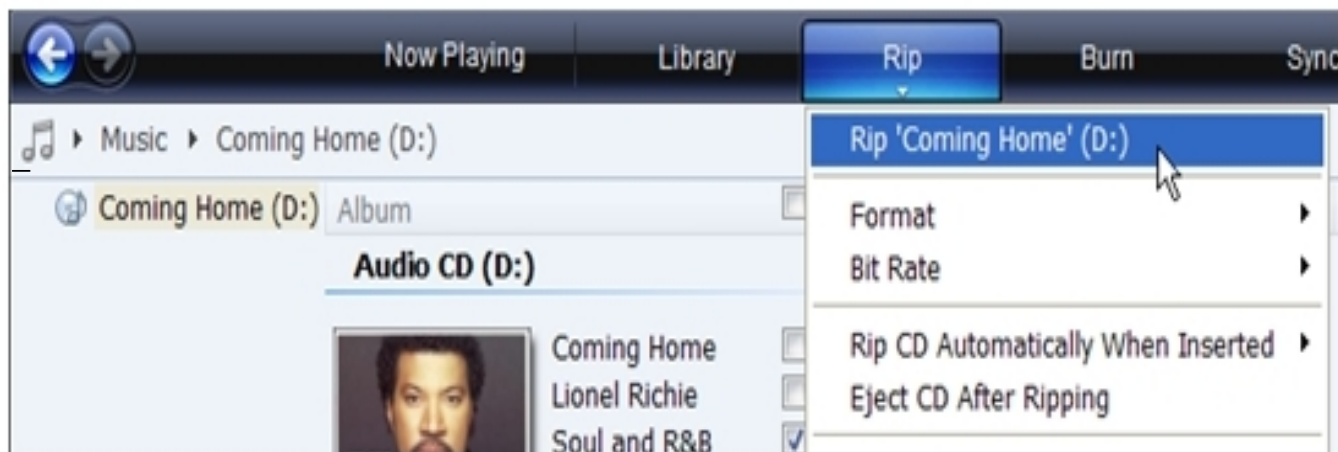 Now Playing Library Rip Burn Sync
Music Coming Home (D:)
Rip 'Coming Home' (D:)
Coming Home (D:) Album
Format
Audio CD (D:)
Bit Rate
Coming Home
Rip CD Automatically When Inserted
Lionel Richie
Eject CD After Ripping
Soul and R&B